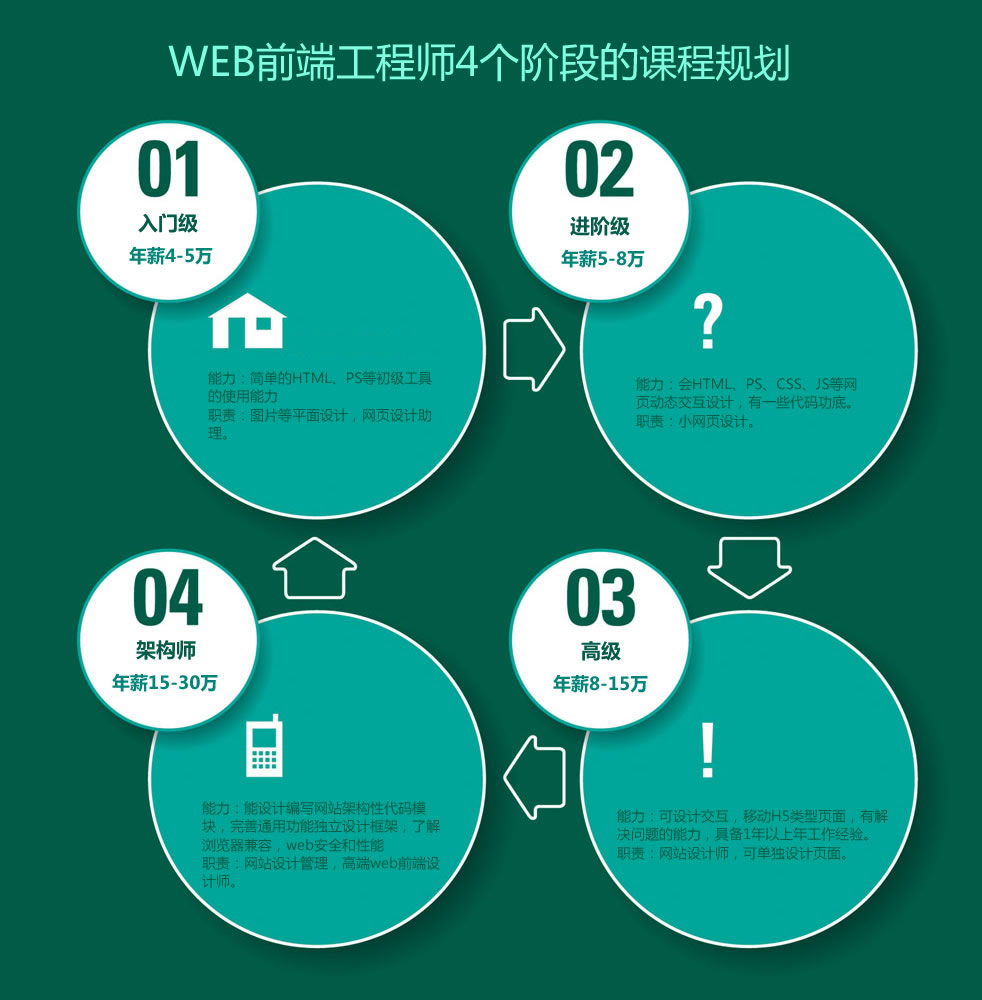 WEB前端工程师4个阶段的课程规划
01
入门级
年薪4-5万
能力：简单的HTML、PS等初级工具
的使用能力
职责：图片等平面设计，网页设计助
理。
02
进阶级
年薪5-8万
?
能力：会HTML、PS、CSS、JS等网
页动态交互设计，有一些代码功底。
职责：小网页设计。
03
高级
年薪8-15万
!
能力：可设计交互，移动H5类型页面，有解
决问题的能力，具备1年以上年工作经验。
职责：网站设计师，可单独设计页面。
04
架构师
年薪15-30万
能力：能设计编写网站架构性代码模
块，完善通用功能独立设计框架，了解
浏览器兼容，web安全和性能
职责：网站设计管理，高端web前端设
计师。